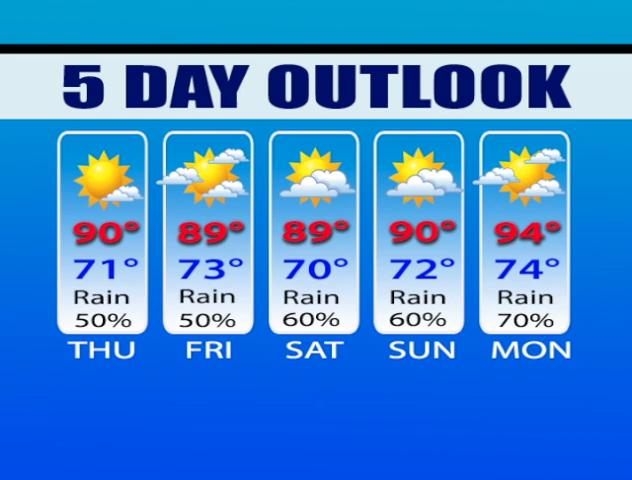 5 DAY OUTLOOK
90° 89° 89° 90° 94°
71° 73° 70° 72° 74°
Rain Rain Rain Rain Rain
50% 50% 60% 60% 70%
THU FRI SAT SUN MON